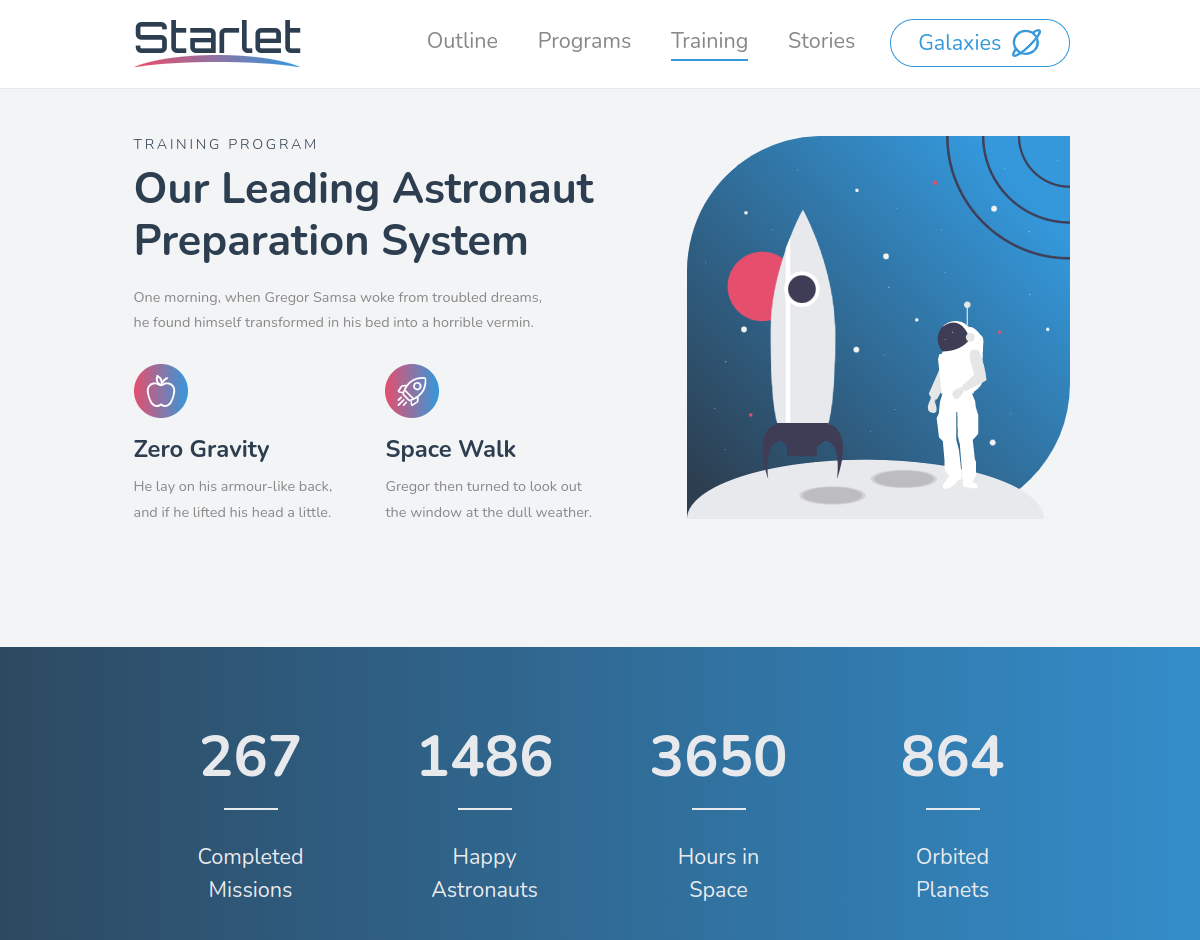 Starlet
Outline
Programs
Training
Stories
Galaxies
TRAINING PROGRAM
Our Leading Astronaut
Preparation System
One morning, when Gregor Samsa woke from troubled dreams,
he found himself transformed in his bed into a horrible vermin.
Zero Gravity
He lay on his armour-like back,
and if he lifted his head a little.
Space Walk
Gregor then turned to look out
the window at the dull weather.
267
Completed
Missions
1486
Happy
Astronauts
3650
Hours in
Space
864
Orbited
Planets